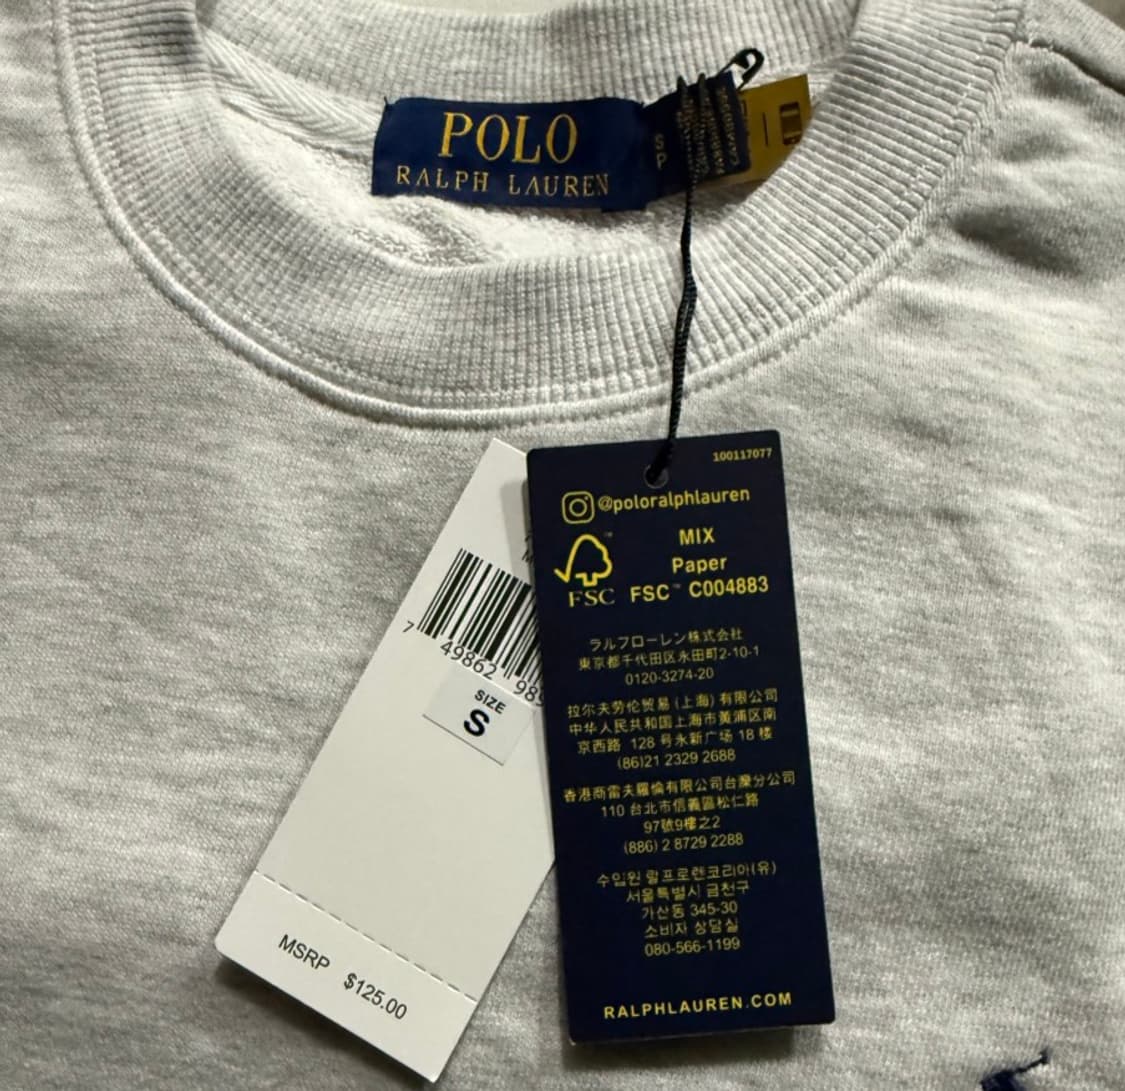 POLO
RALPH LAUREN
S
P
100117077
@poloralphlauren
MIX
Paper
FSC™ C004883
FSC
ラルフローレン株式会社
東京都千代田区永田町2-10-1
0120-3274-20
拉尔夫劳伦贸易(上海)有限公司
中华人民共和国上海市黄浦区南
京西路 128 号永新广场 18 楼
(86)21 2329 2688
香港商雷夫羅倫有限公司台灣分公司
110 台北市信義區松仁路
97號9樓之2
(886) 2 8729 2288
수입원 랄프로렌코리아(유)
서울특별시 금천구
가산동 345-30
소비자 상담실
080-566-1199
RALPHLAUREN.COM
7 49862 989
SIZE
S
MSRP $125.00